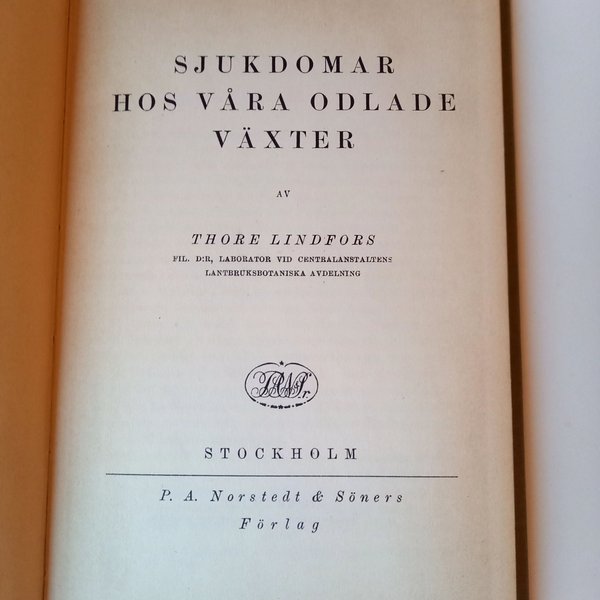 SJUKDOMAR
HOS VÅRA ODLADE
VÄXTER
AV
THORE LINDFORS
FIL. D:R, LABORATOR VID CENTRALANSTALTENS
LANTBRUKSBOTANISKA AVDELNING
STOCKHOLM
P. A. Norstedt & Söners
Förlag